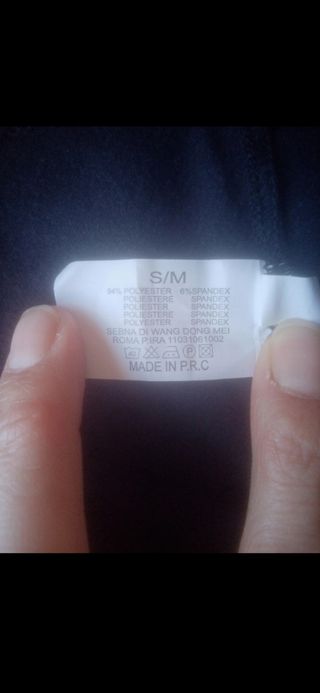 S/M
94% POLYESTER 6%SPANDEX
POLIESTERE SPANDEX
POLIESTER SPANDEX
POLIESTERE SPANDEX
POLYESTER SPANDEX
SEBNA DI WANG DONG MEI
ROMA P.IRA 11031061002
MADE IN P.R.C